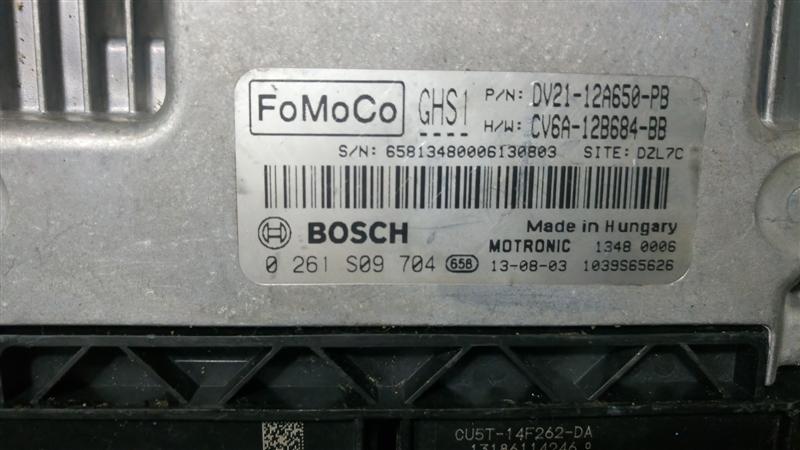 FoMoCo GHS1 P/N: DV21-12A650-PB
H/W: CV6A-12B684-BB
S/N: 65813480006130803 SITE: DZL7C
BOSCH Made in Hungary
MOTRONIC 1348 0006
0 261 S09 704 658 13-08-03 1039S65626
CU5T-14F262-DA